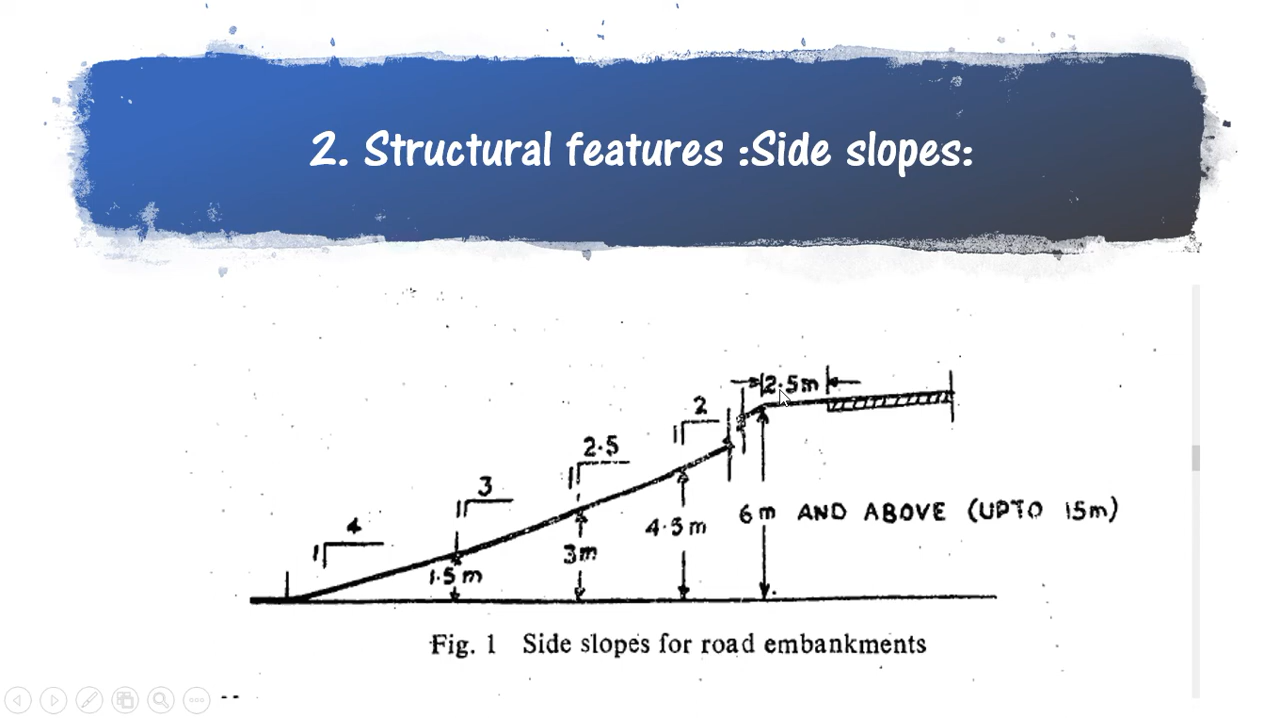 2. Structural features :Side slopes:
2.5m
2
1
2.5
1
3
1
4
1
1.5 m
3m
4.5 m
6m AND ABOVE (UPTO 15m)
Fig. 1 Side slopes for road embankments